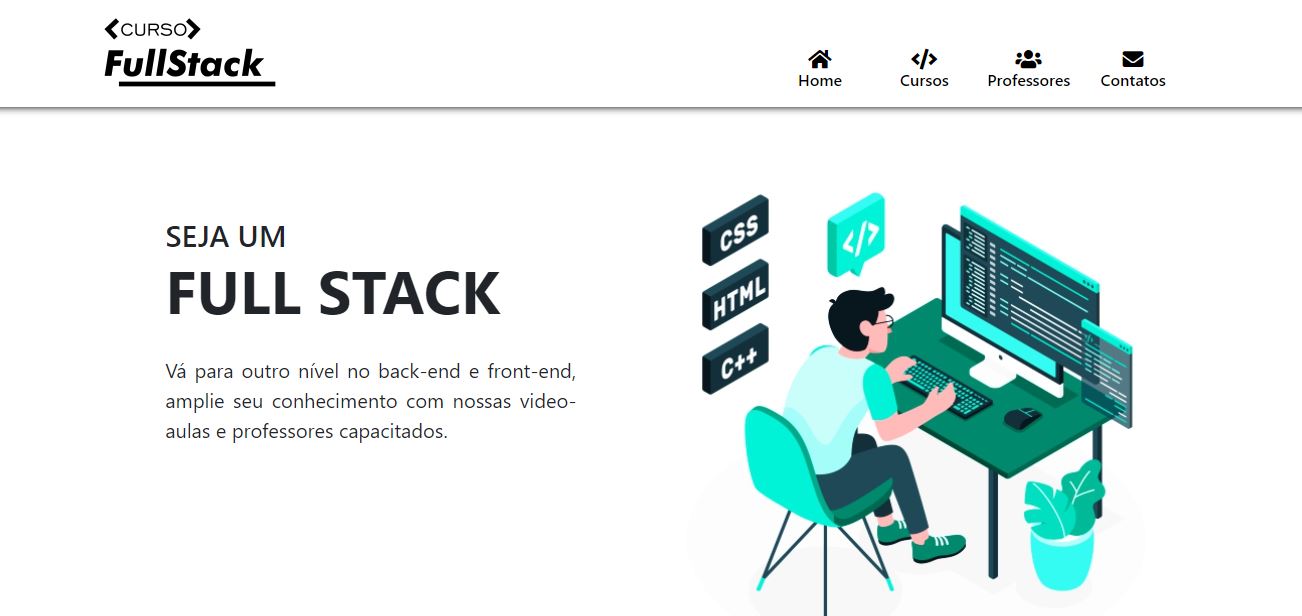 <CURSO>
FullStack
Home
Cursos
Professores
Contatos
SEJA UM
FULL STACK
Vá para outro nível no back-end e front-end,
amplie seu conhecimento com nossas video-
aulas e professores capacitados.
CSS
</>
HTML
C++